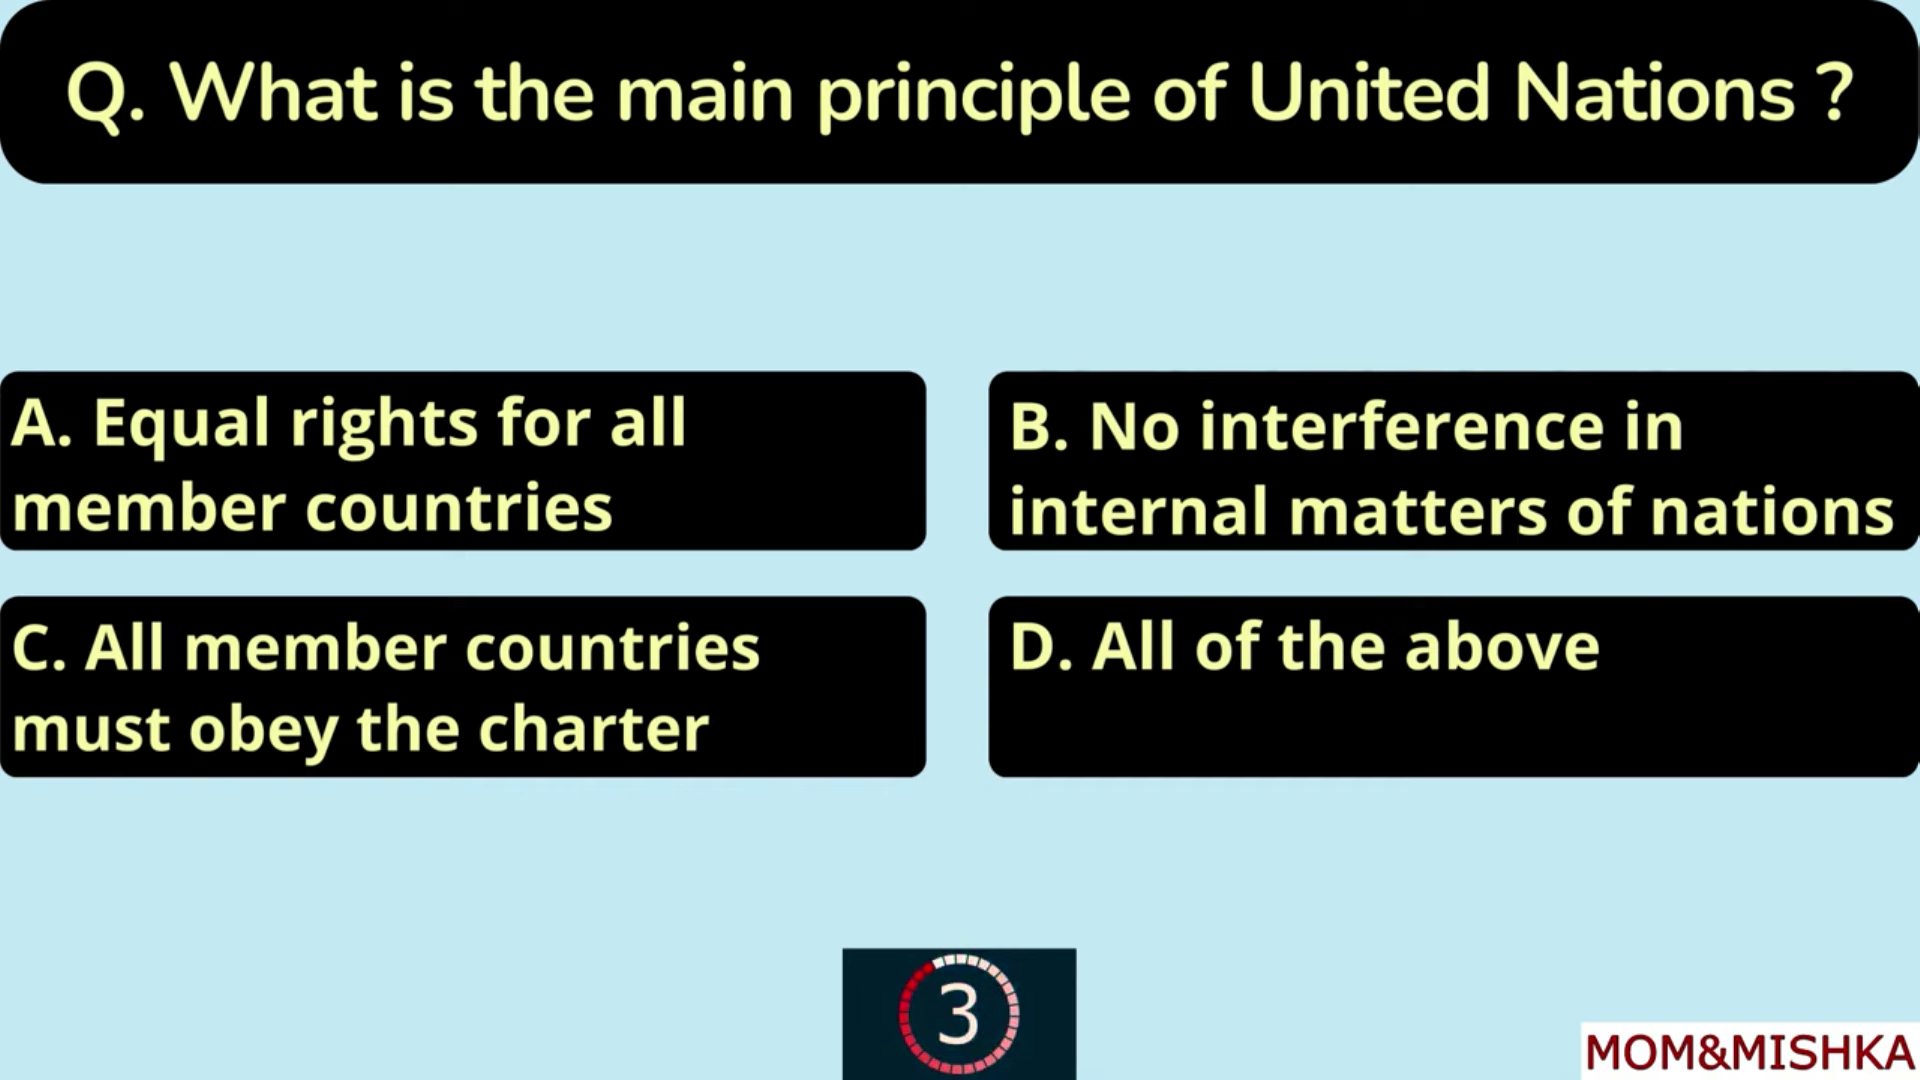 Q. What is the main principle of United Nations ?
A. Equal rights for all
member countries
B. No interference in
internal matters of nations
C. All member countries
must obey the charter
D. All of the above
3
MOM&MISHKA